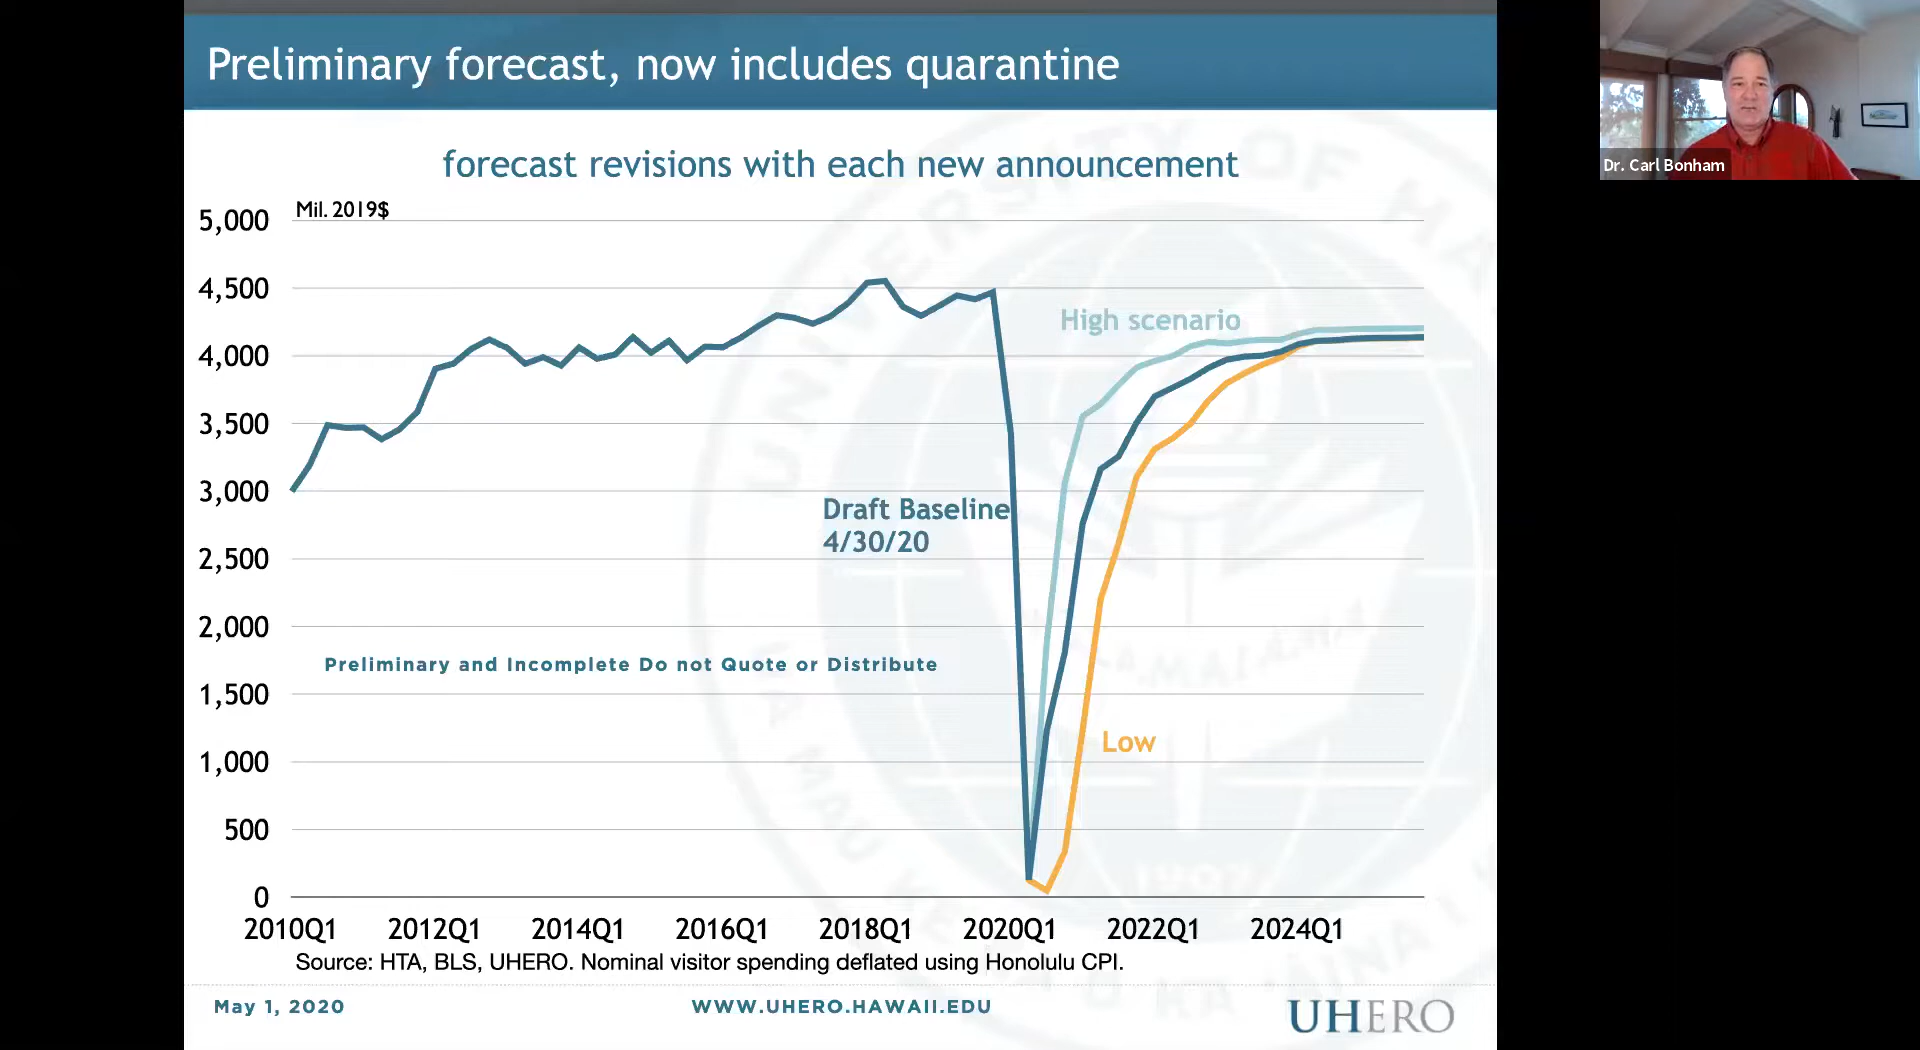 Preliminary forecast, now includes quarantine
Dr. Carl Bonham
forecast revisions with each new announcement
Mil. 2019$
5,000
4,500
4,000
3,500
3,000
2,500
2,000
1,500
1,000
500
0
High scenario
Draft Baseline
4/30/20
Preliminary and Incomplete Do not Quote or Distribute
Low
2010Q1 2012Q1 2014Q1 2016Q1 2018Q1 2020Q1 2022Q1 2024Q1
Source: HTA, BLS, UHERO. Nominal visitor spending deflated using Honolulu CPI.
May 1, 2020
WWW.UHERO.HAWAII.EDU
UHERO
UNIVERSITY OF HA
1907